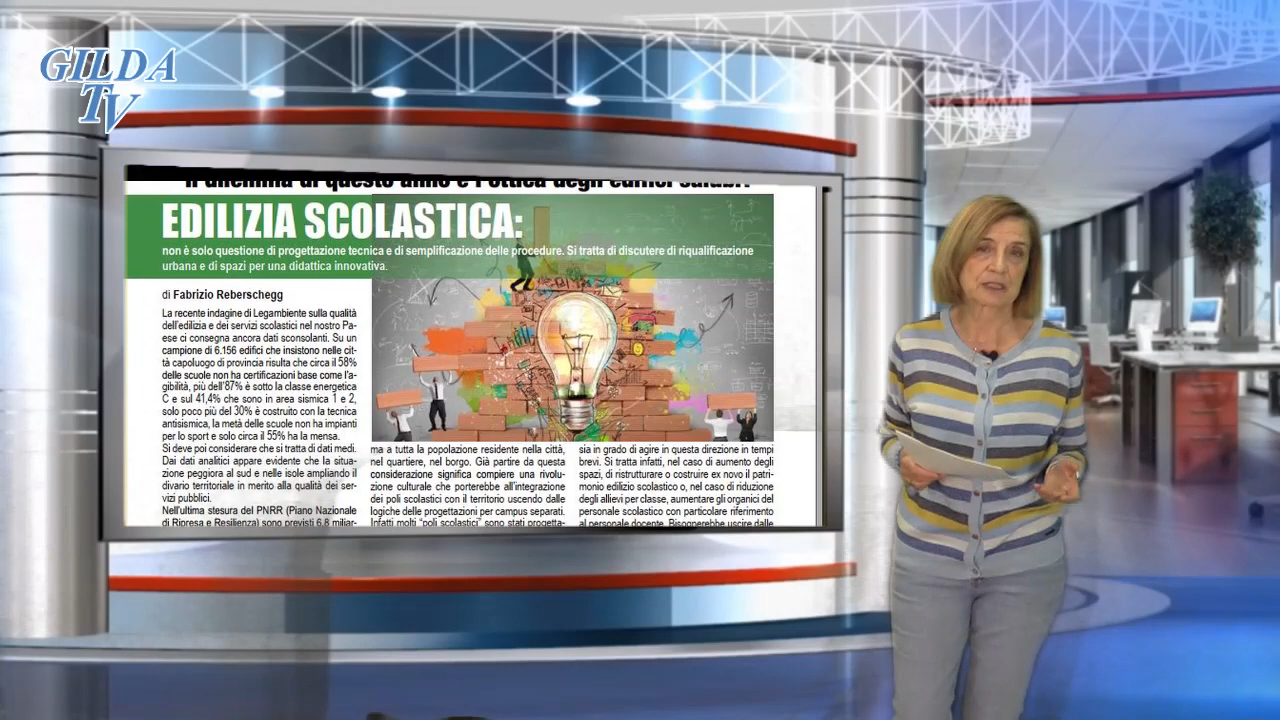 GILDA
TV
Il dilemma di questo anno è l'ottica degli edifici salubri
EDILIZIA SCOLASTICA:
non è solo questione di progettazione tecnica e di semplificazione delle procedure. Si tratta di discutere di riqualificazione
urbana e di spazi per una didattica innovativa.
di Fabrizio Reberschegg
La recente indagine di Legambiente sulla qualità
dell'edilizia e dei servizi scolastici nel nostro Pa-
ese ci consegna ancora dati sconsolanti. Su un
campione di 6.156 edifici che insistono nelle cit-
tà capoluogo di provincia risulta che circa il 58%
delle scuole non ha certificazioni base come l'a-
gibilità, più dell'87% è sotto la classe energetica
C e sul 41,4% che sono in area sismica 1 e 2,
solo poco più del 30% è costruito con la tecnica
antisismica, la metà delle scuole non ha impianti
per lo sport e solo circa il 55% ha la mensa.
Si deve poi considerare che si tratta di dati medi.
Dai dati analitici appare evidente che la situa-
zione peggiora al sud e nelle isole ampliando il
divario territoriale in merito alla qualità dei ser-
vizi pubblici.
Nell'ultima stesura del PNRR (Piano Nazionale
di Ripresa e Resilienza) sono previsti 6,8 miliar-
ma a tutta la popolazione residente nella città,
nel quartiere, nel borgo. Già partire da questa
considerazione significa compiere una rivolu-
zione culturale che porterebbe all'integrazione
dei poli scolastici con il territorio uscendo dalle
logiche delle progettazioni per campus separati.
Infatti molti "poli scolastici" sono stati progetta-
sia in grado di agire in questa direzione in tempi
brevi. Si tratta infatti, nel caso di aumento degli
spazi, di ristrutturare o costruire ex novo il patri-
monio edilizio scolastico o, nel caso di riduzione
degli allievi per classe, aumentare gli organici del
personale scolastico con particolare riferimento
al personale docente. Bisognerebbe uscire dalle